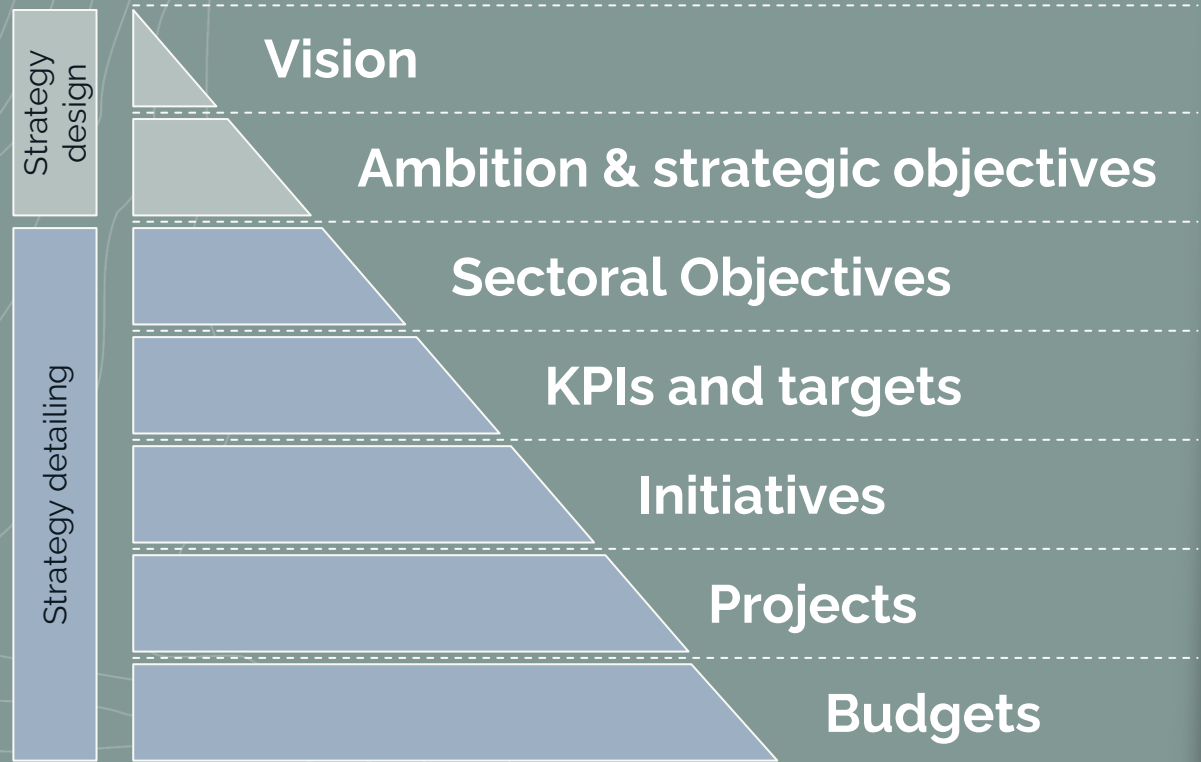 Strategy
design
Vision
Ambition & strategic objectives
Strategy detailing
Sectoral Objectives
KPIs and targets
Initiatives
Projects
Budgets